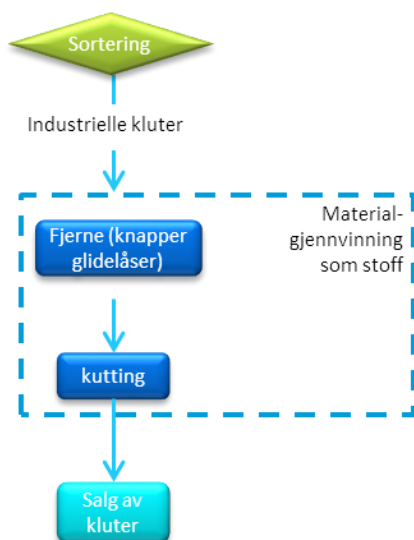 Sortering
Industrielle kluter
Material-
gjennvinning
som stoff
Fjerne (knapper
glidelåser)
kutting
Salg av
kluter